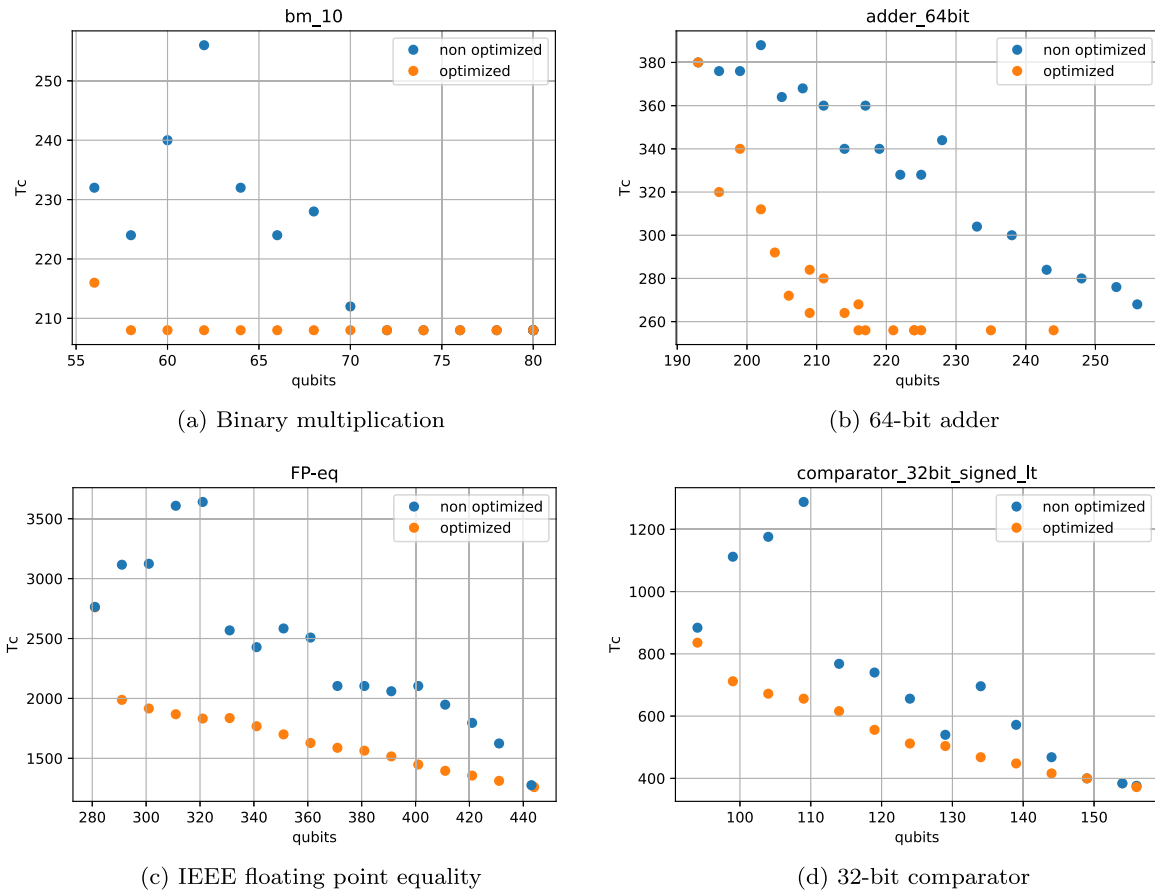 bm_10
non optimized
optimized
250
240
230
220
210
Tc
55 60 65 70 75 80
qubits
(a) Binary multiplication
adder_64bit
non optimized
optimized
380
360
340
320
300
280
260
Tc
190 200 210 220 230 240 250
qubits
(b) 64-bit adder
FP-eq
non optimized
optimized
3500
3000
2500
2000
1500
Tc
280 300 320 340 360 380 400 420 440
qubits
(c) IEEE floating point equality
comparator_32bit_signed_lt
non optimized
optimized
1200
1000
800
600
400
Tc
100 110 120 130 140 150
qubits
(d) 32-bit comparator